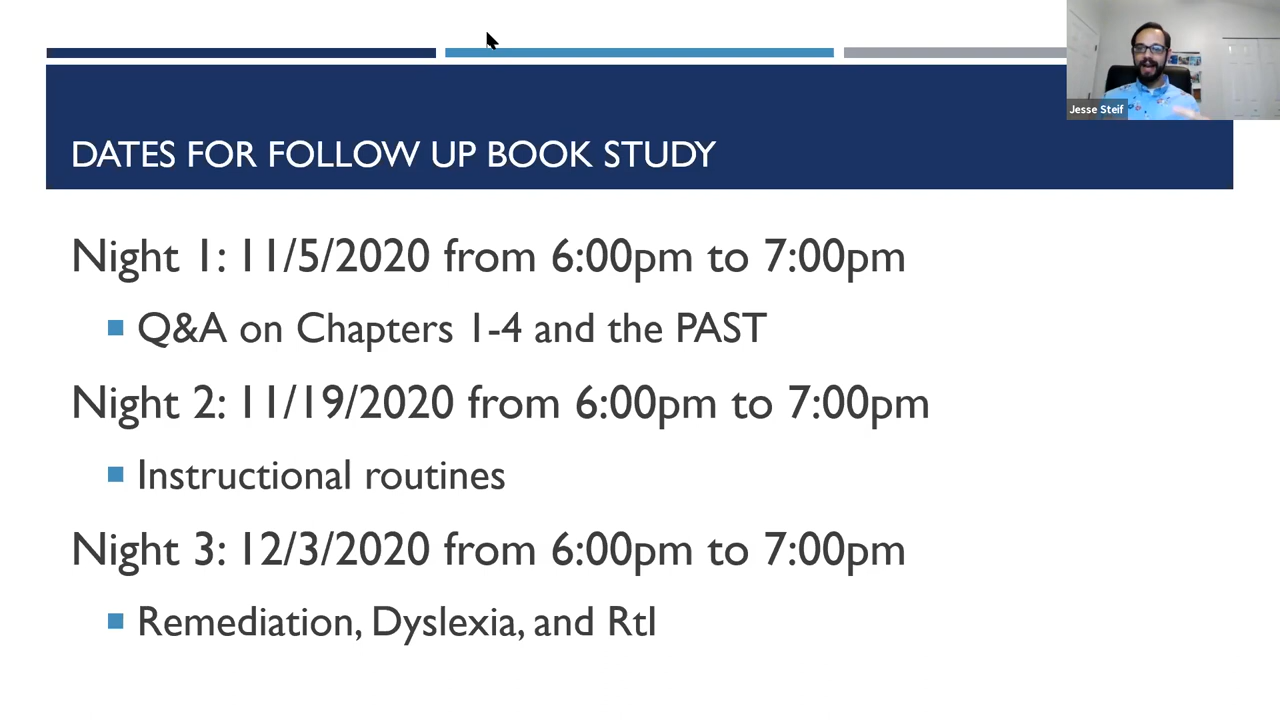 Jesse Steif
DATES FOR FOLLOW UP BOOK STUDY
Night 1: 11/5/2020 from 6:00pm to 7:00pm
Q&A on Chapters 1-4 and the PAST
Night 2: 11/19/2020 from 6:00pm to 7:00pm
Instructional routines
Night 3: 12/3/2020 from 6:00pm to 7:00pm
Remediation, Dyslexia, and RtI